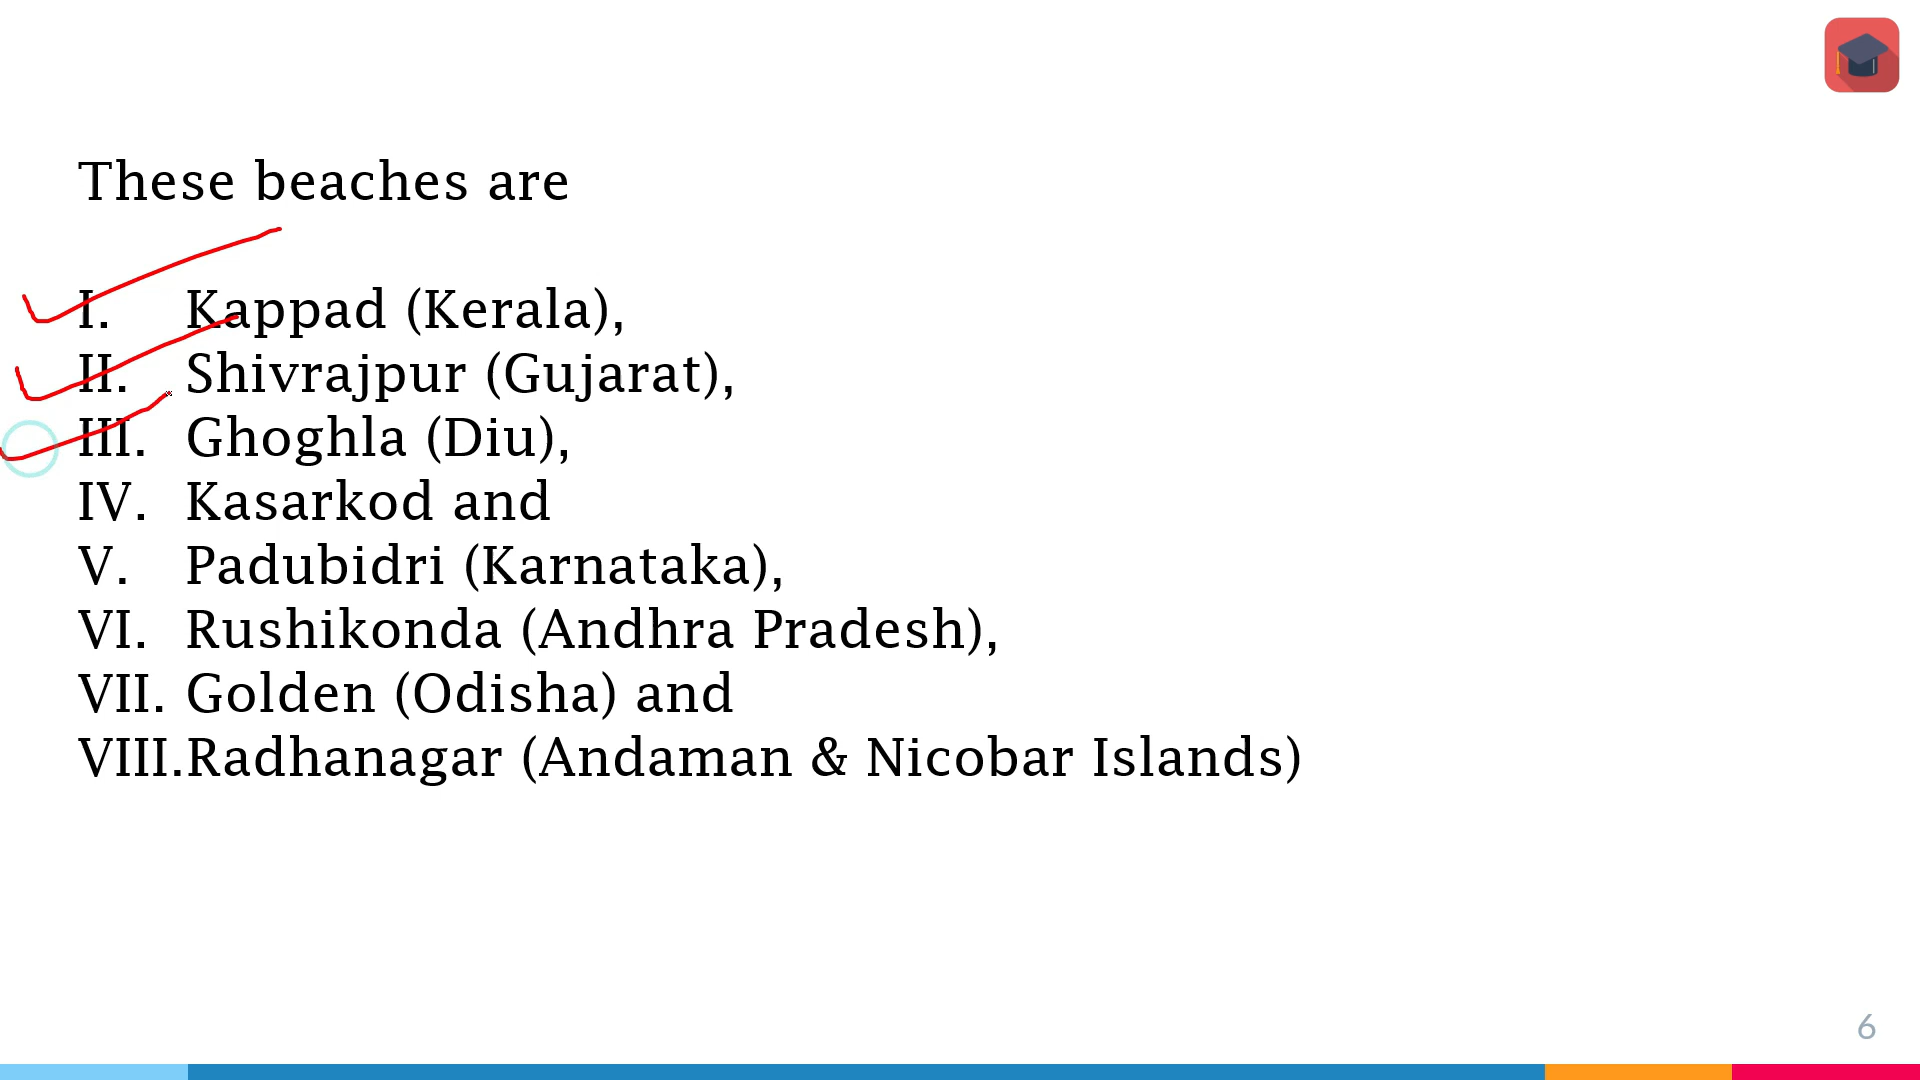 These beaches are
I. Kappad (Kerala),
II. Shivrajpur (Gujarat),
III. Ghoghla (Diu),
IV. Kasarkod and
V. Padubidri (Karnataka),
VI. Rushikonda (Andhra Pradesh),
VII. Golden (Odisha) and
VIII.Radhanagar (Andaman & Nicobar Islands)
6